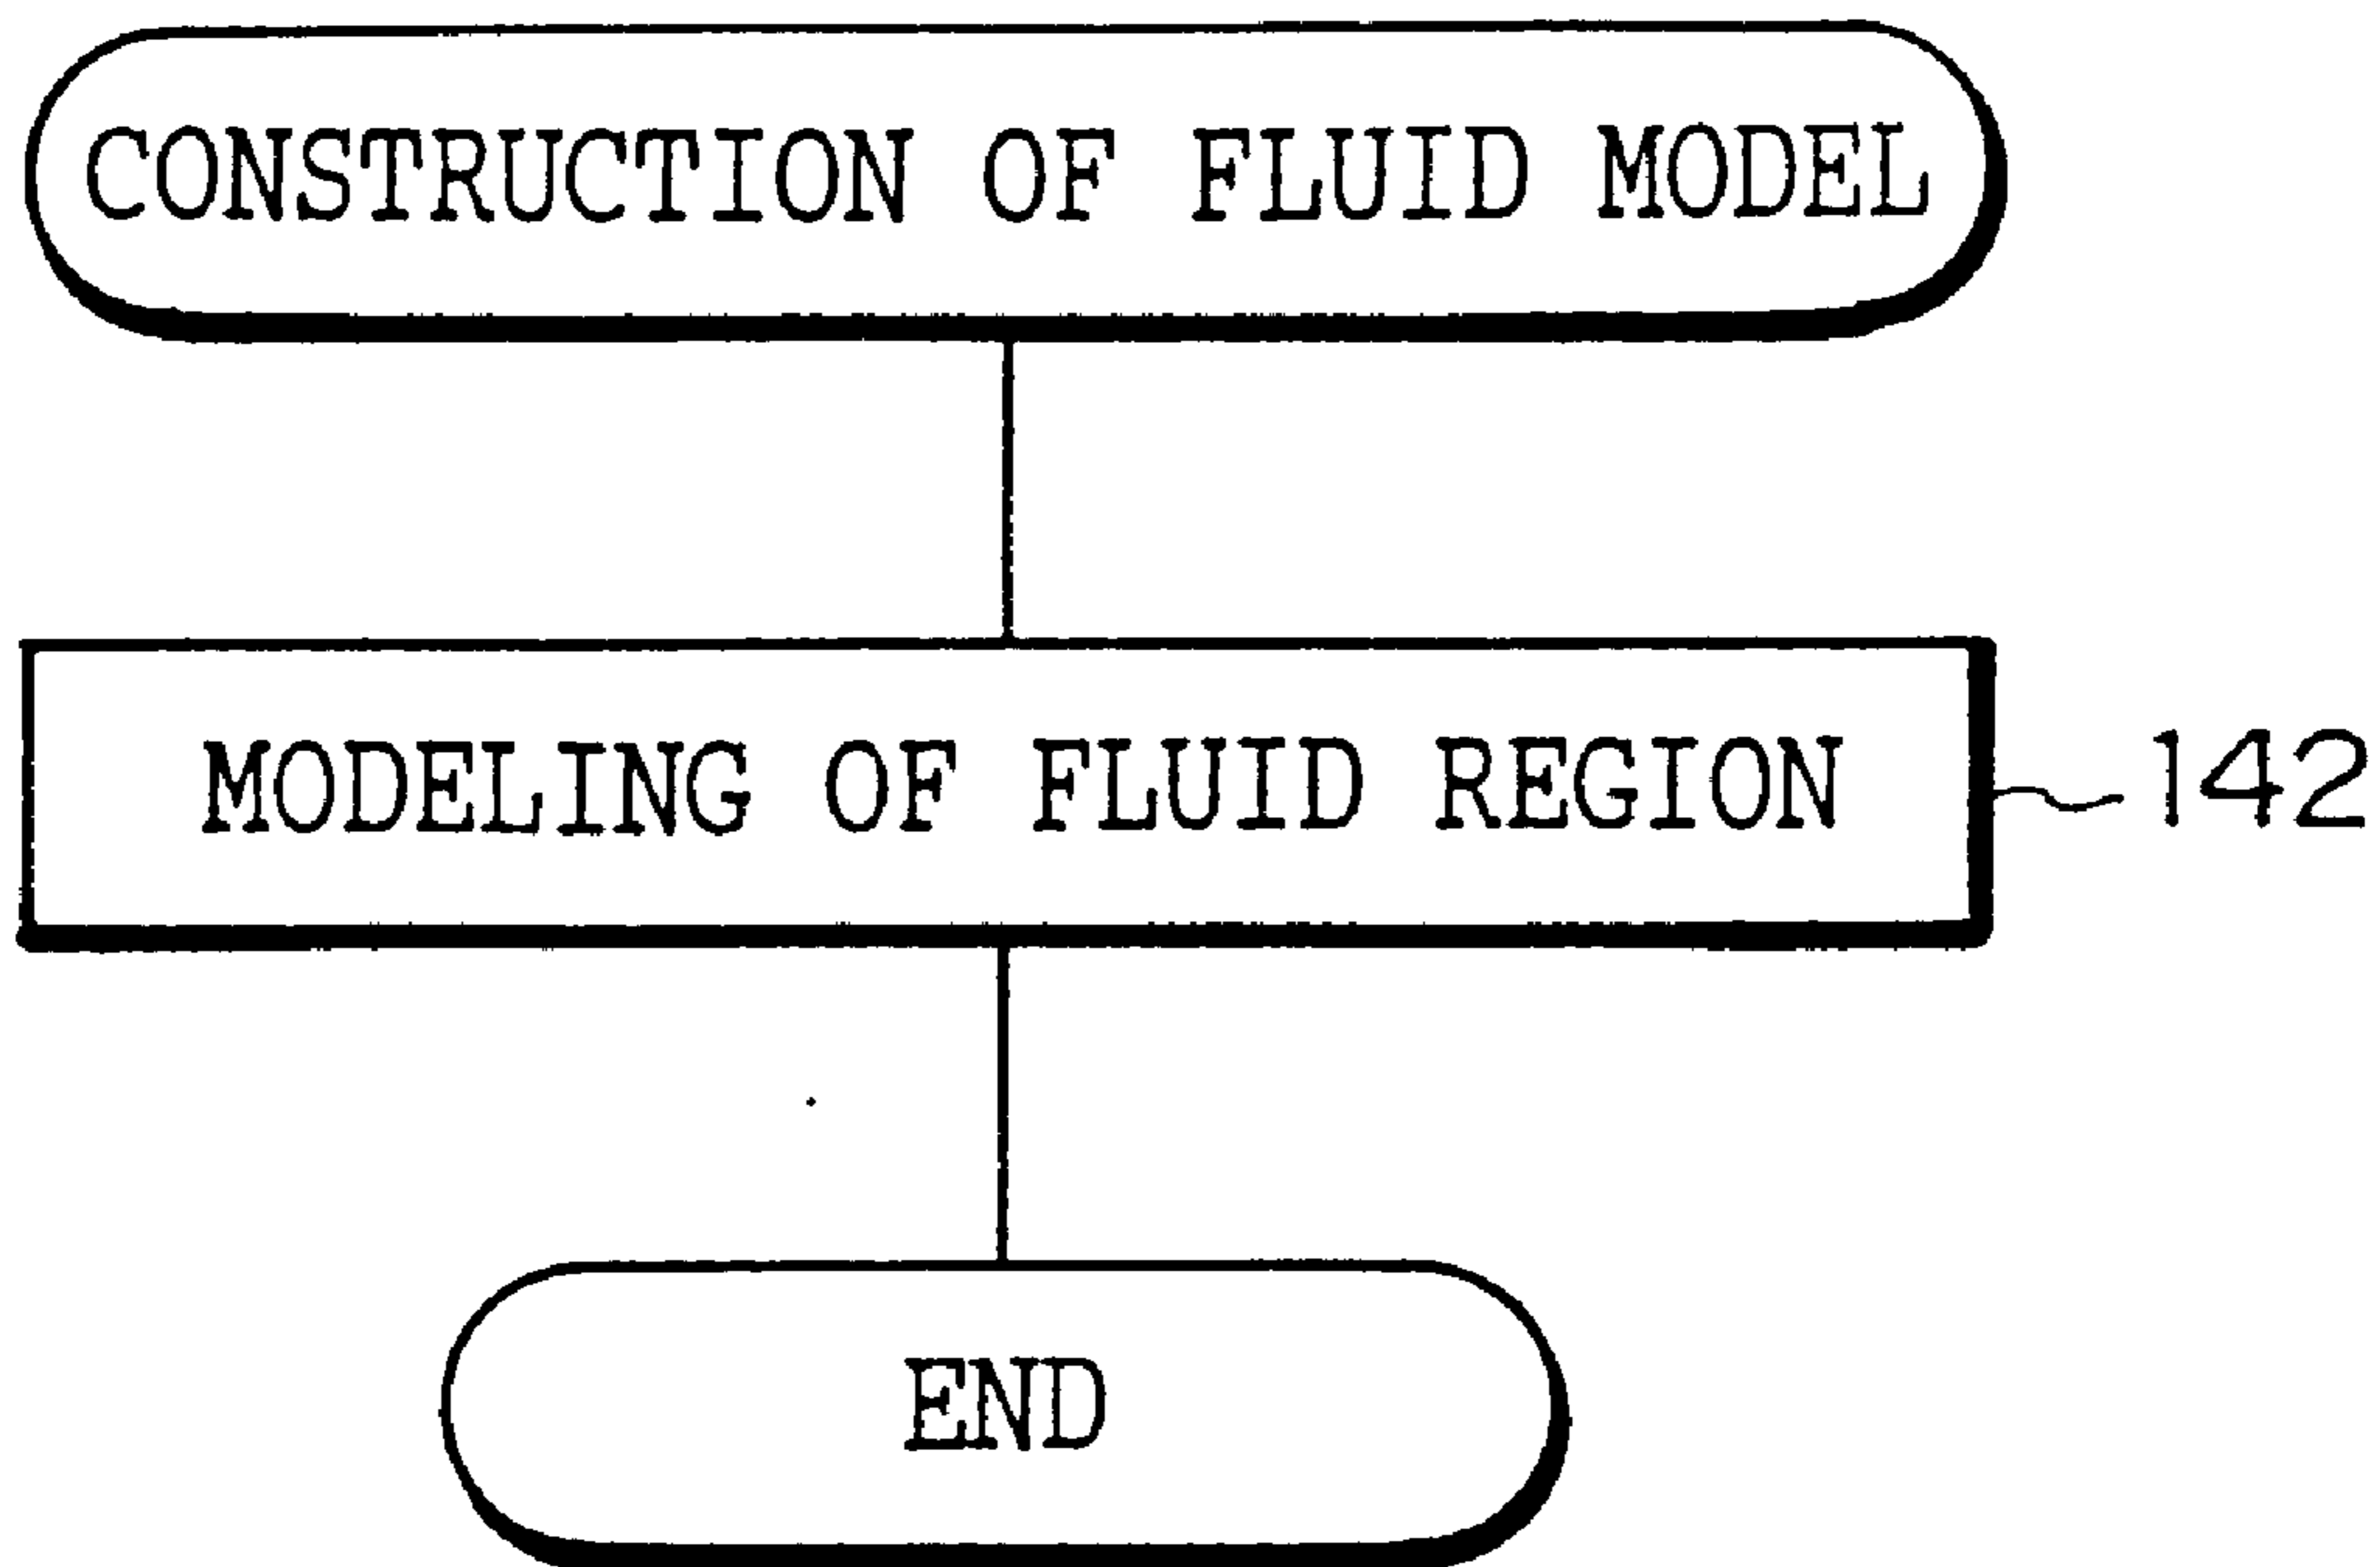 CONSTRUCTION OF FLUID MODEL
MODELING OF FLUID REGION
142
END